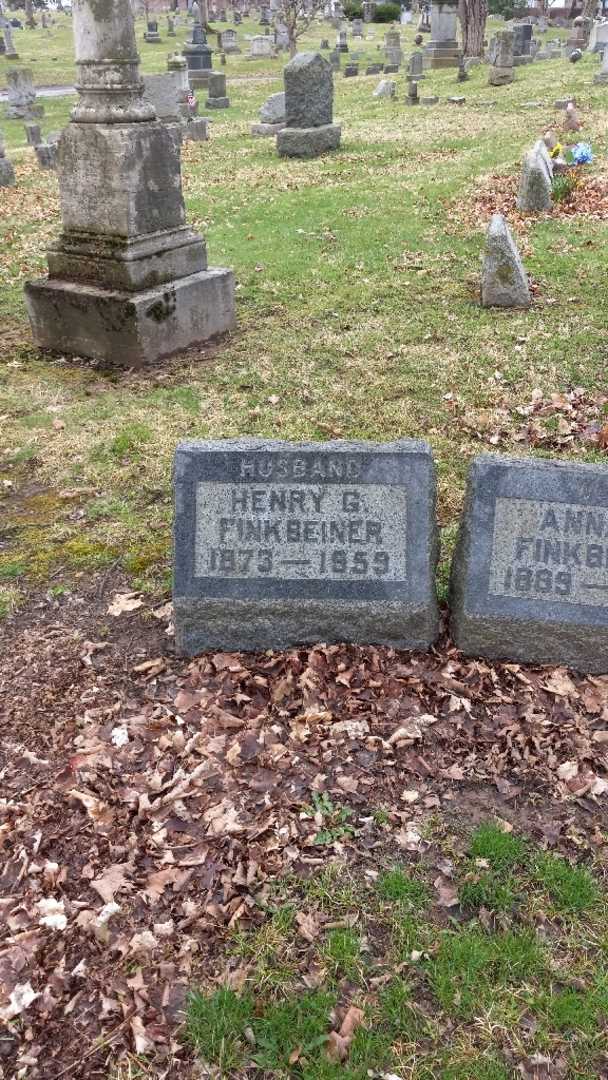 HUSBAND
HENRY G.
FINKBEINER
1873 — 1959
ANN
FINKB
1889 —